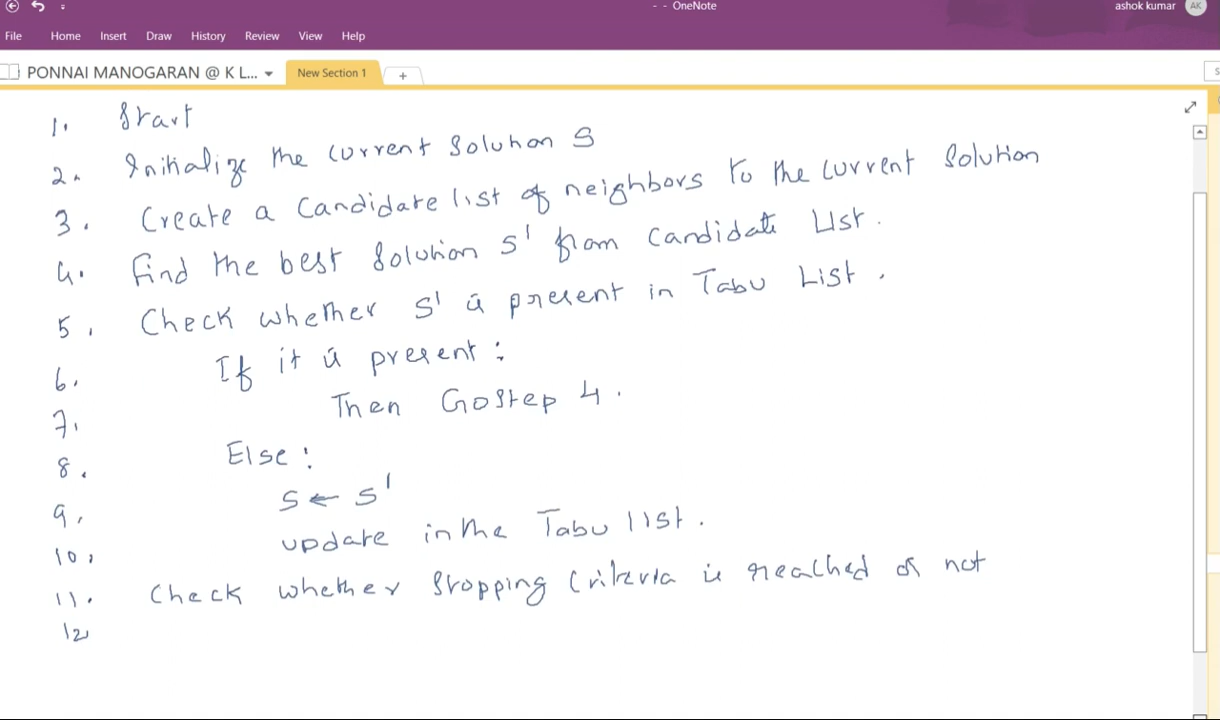 - - OneNote
ashok kumar AK
File Home Insert Draw History Review View Help
PONNAI MANOGARAN @ K L... New Section 1 +
1. Start
2. Initialize the current solution S
3. Create a candidate list of neighbors to the current solution
4. Find the best solution S' from candidate List.
5. Check whether S' is present in Tabu List.
6. If it is present:
7. Then GoStep 4.
8. Else:
9. S ← S'
10. update in the Tabu list.
11. Check whether stopping criteria is reached or not
12